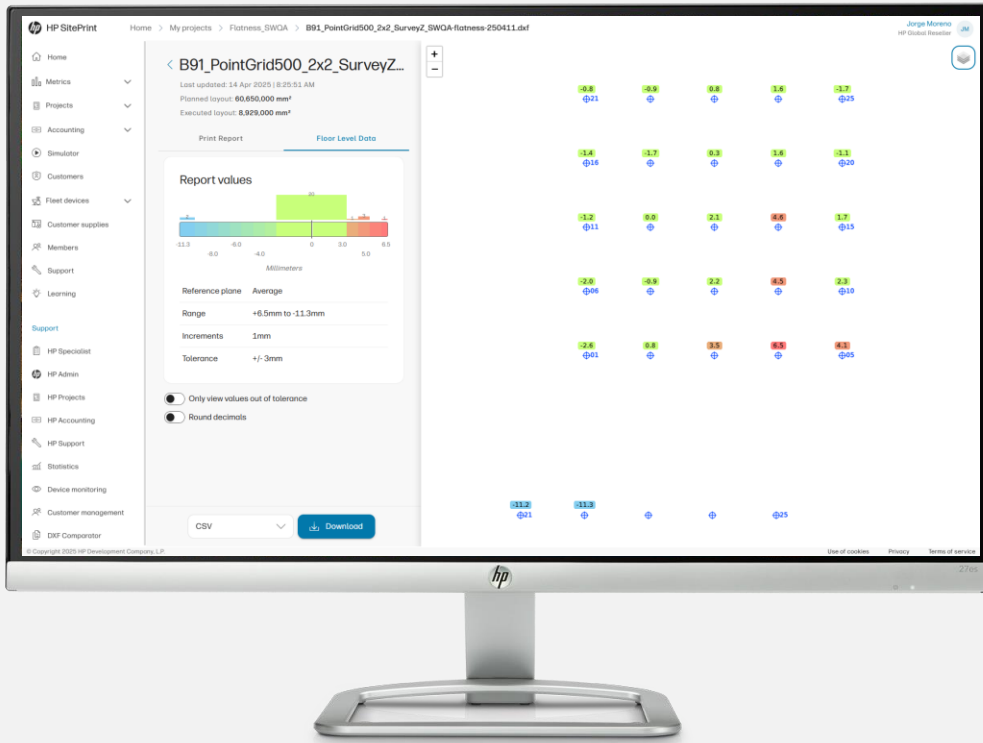 HP SitePrint
Home > My projects > Flatness_SWQA > B91_PointGrid500_2x2_SurveyZ_SWQA-flatness-250411.dxf
Jorge Moreno
HP Global Reseller
JM
Home
Metrics
Projects
Accounting
Simulator
Customers
Fleet devices
Customer supplies
Members
Support
Learning
Support
HP Specialist
HP Admin
HP Projects
HP Accounting
HP Support
Statistics
Device monitoring
Customer management
DXF Comparator
< B91_PointGrid500_2x2_SurveyZ...
Last updated: 14 Apr 2025 | 8:25:51 AM
Planned layout: 60,650,000 mm²
Executed layout: 8,929,000 mm²
Print Report Floor Level Data
Report values
20
-11.3 -6.0 0 3.0 6.5
-4.0 5.0
Millimeters
Reference plane Average
Range +6.5mm to -11.3mm
Increments 1mm
Tolerance +/- 3mm
Only view values out of tolerance
Round decimals
CSV Download
+
−
-0.8 -0.9 0.8 1.6 -1.7
21 25
-1.4 -1.7 0.3 1.6 -1.1
16 20
-1.2 0.0 2.1 4.6 1.7
11 15
-2.0 -0.9 2.2 4.5 2.3
06 10
-2.6 0.8 3.5 6.5 4.1
01 05
-11.2 -11.3
21 25
© Copyright 2025 HP Development Company, L.P.
Use of cookies Privacy Terms of service
hp
27es